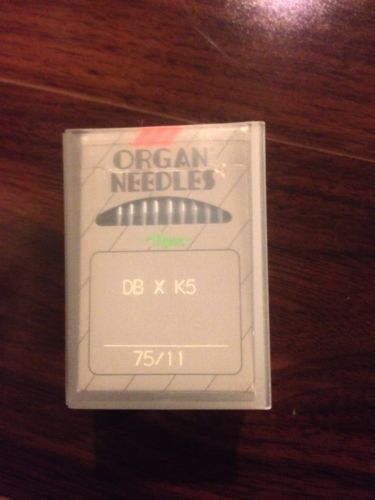 ORGAN
NEEDLES
DB X K5
75/11